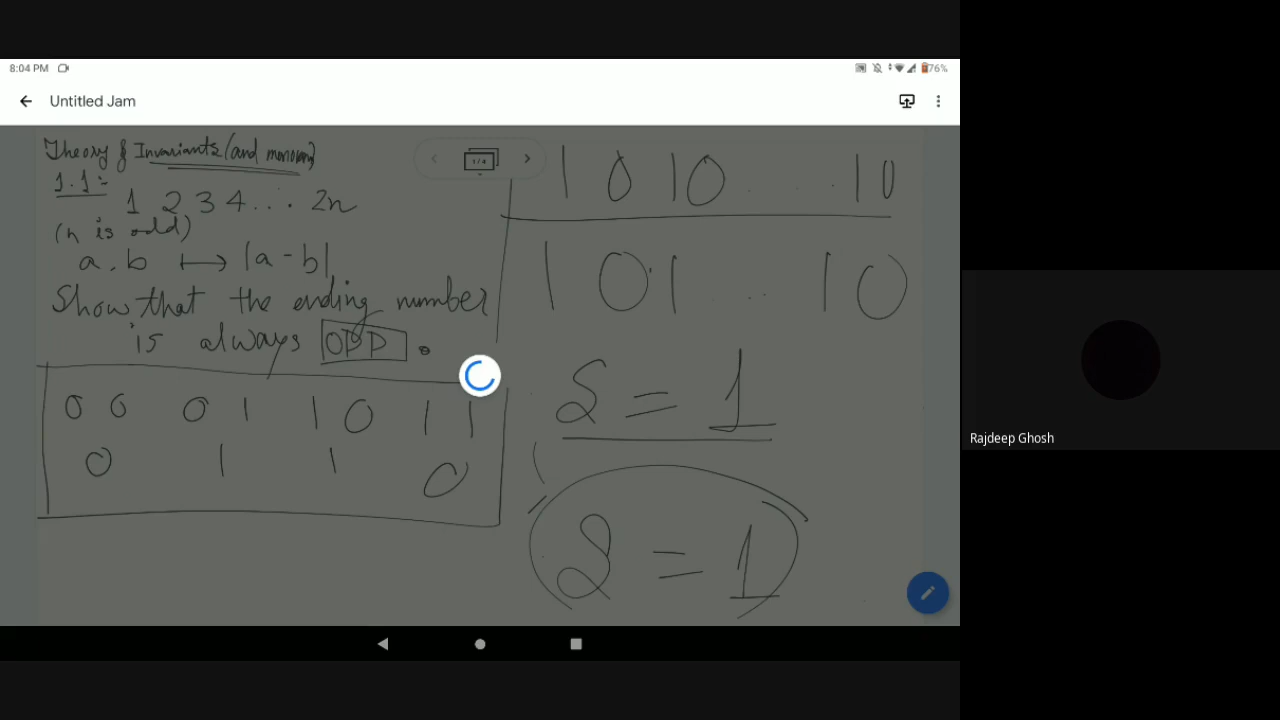 8:04 PM
76%
Untitled Jam
Theory of Invariants (and
1.1:-
1 2 3 4 ... 2n
(n is odd)
a, b ↦ |a - b|
Show that the ending number
is always ODD.
0 0 0 1 1 0 1 1
0 1 1 0
1/4
1 0 1 0 . . . . 1 0
1 0 1 . . . 1 0
S = 1
S = 1
Rajdeep Ghosh